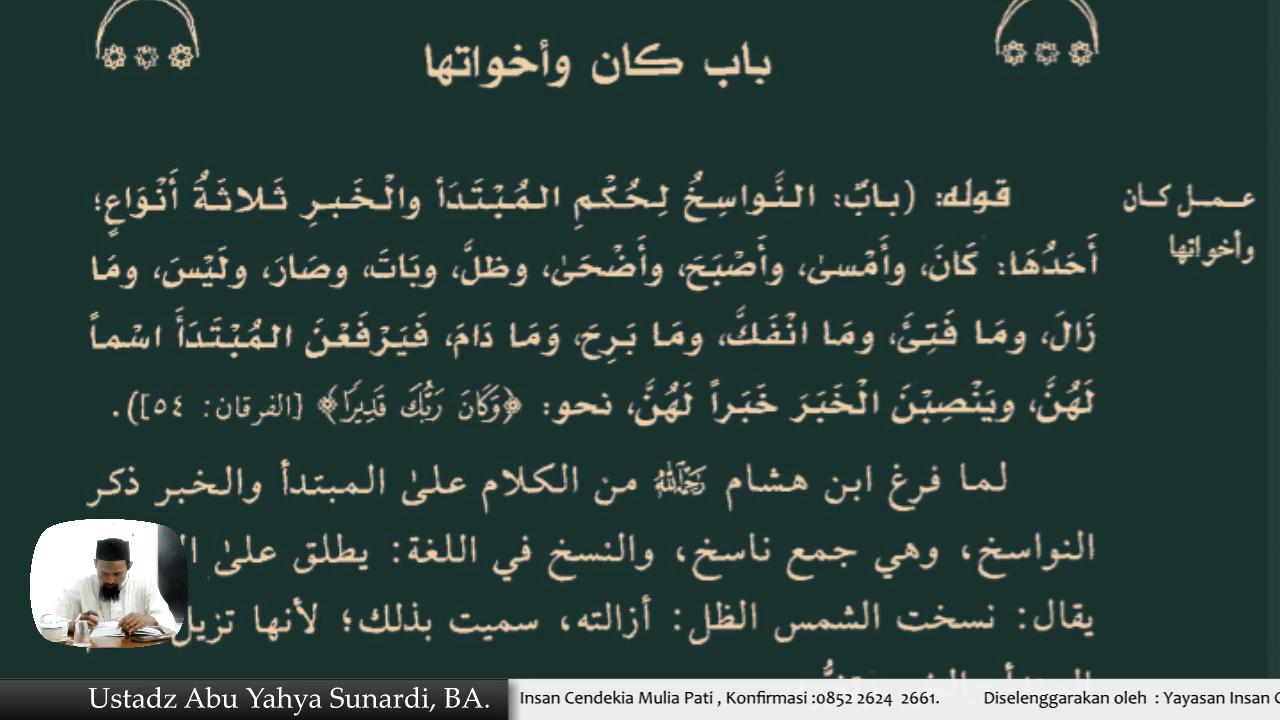 باب كان وأخواتها
عمل كان
وأخواتها
قوله: (بابٌ: النَّواسِخُ لِحُكْمِ المُبْتَدَأ والْخَبرِ ثَلاثَةُ أَنْوَاعٍ؛
أَحَدُهَا: كَانَ، وأَمْسىٰ، وأَصْبَحَ، وأَضْحَىٰ، وظلَّ، وبَاتَ، وصَارَ، ولَيْسَ، ومَا
زَالَ، ومَا فَتِئَ، ومَا انْفَكَّ، ومَا بَرِحَ، وَمَا دَامَ، فَيَرْفَعْنَ المُبْتَدَأَ اسْماً
لَهُنَّ، ويَنْصِبْنَ الْخَبَرَ خَبَراً لَهُنَّ، نحو: ﴿وَكَانَ رَبُّكَ قَدِيرًا﴾ [الفرقان: ٥٤]).
لما فرغ ابن هشام رَحِمَهُ اللَّهُ من الكلام علىٰ المبتدأ والخبر ذكر
النواسخ، وهي جمع ناسخ، والنسخ في اللغة: يطلق علىٰ
يقال: نسخت الشمس الظل: أزالته، سميت بذلك؛ لأنها تزيل
Ustadz Abu Yahya Sunardi, BA.
Insan Cendekia Mulia Pati , Konfirmasi :0852 2624 2661. Diselenggarakan oleh : Yayasan Insan